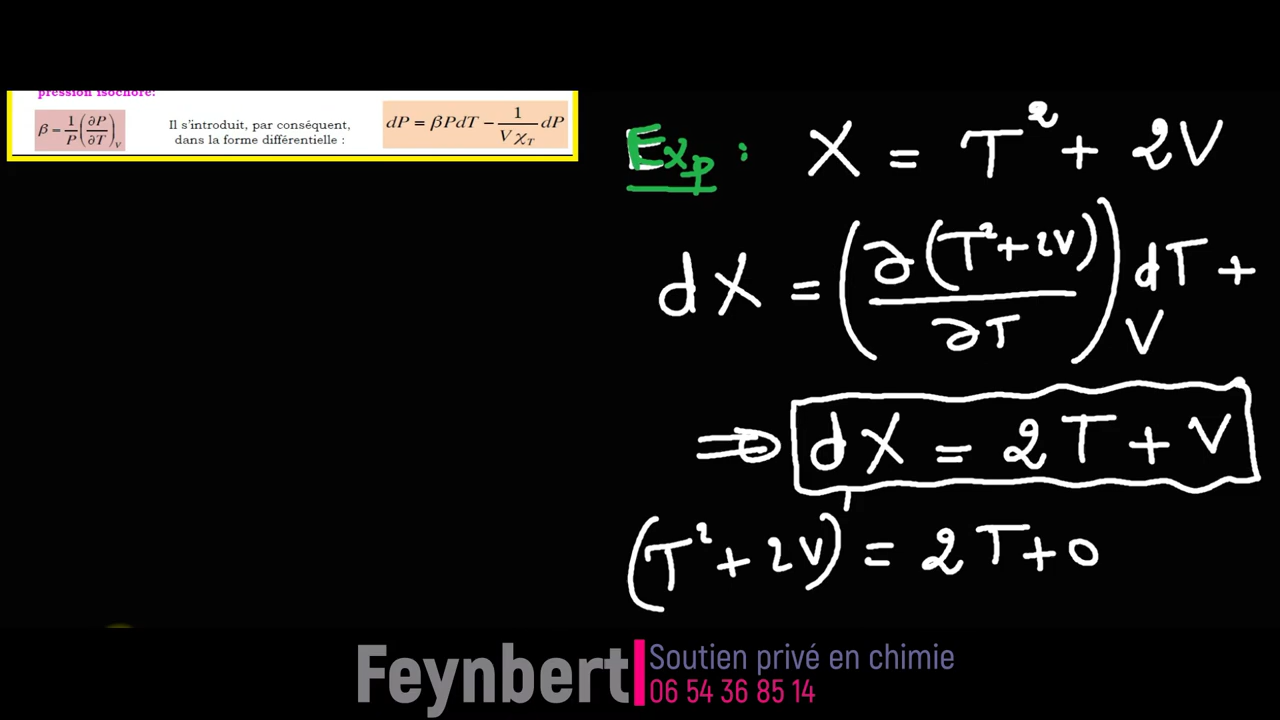 pression isochore:
β = 1/P (∂P/∂T)_V
Il s'introduit, par conséquent,
dans la forme différentielle :
dP = βPdT − 1/(Vχ_T) dP
Exp : X = T² + 2V
dX = (∂(T²+2V)/∂T)_V dT +
⇒ dX = 2T + V
(T² + 2V)' = 2T + 0
Feynbert
Soutien privé en chimie
06 54 36 85 14